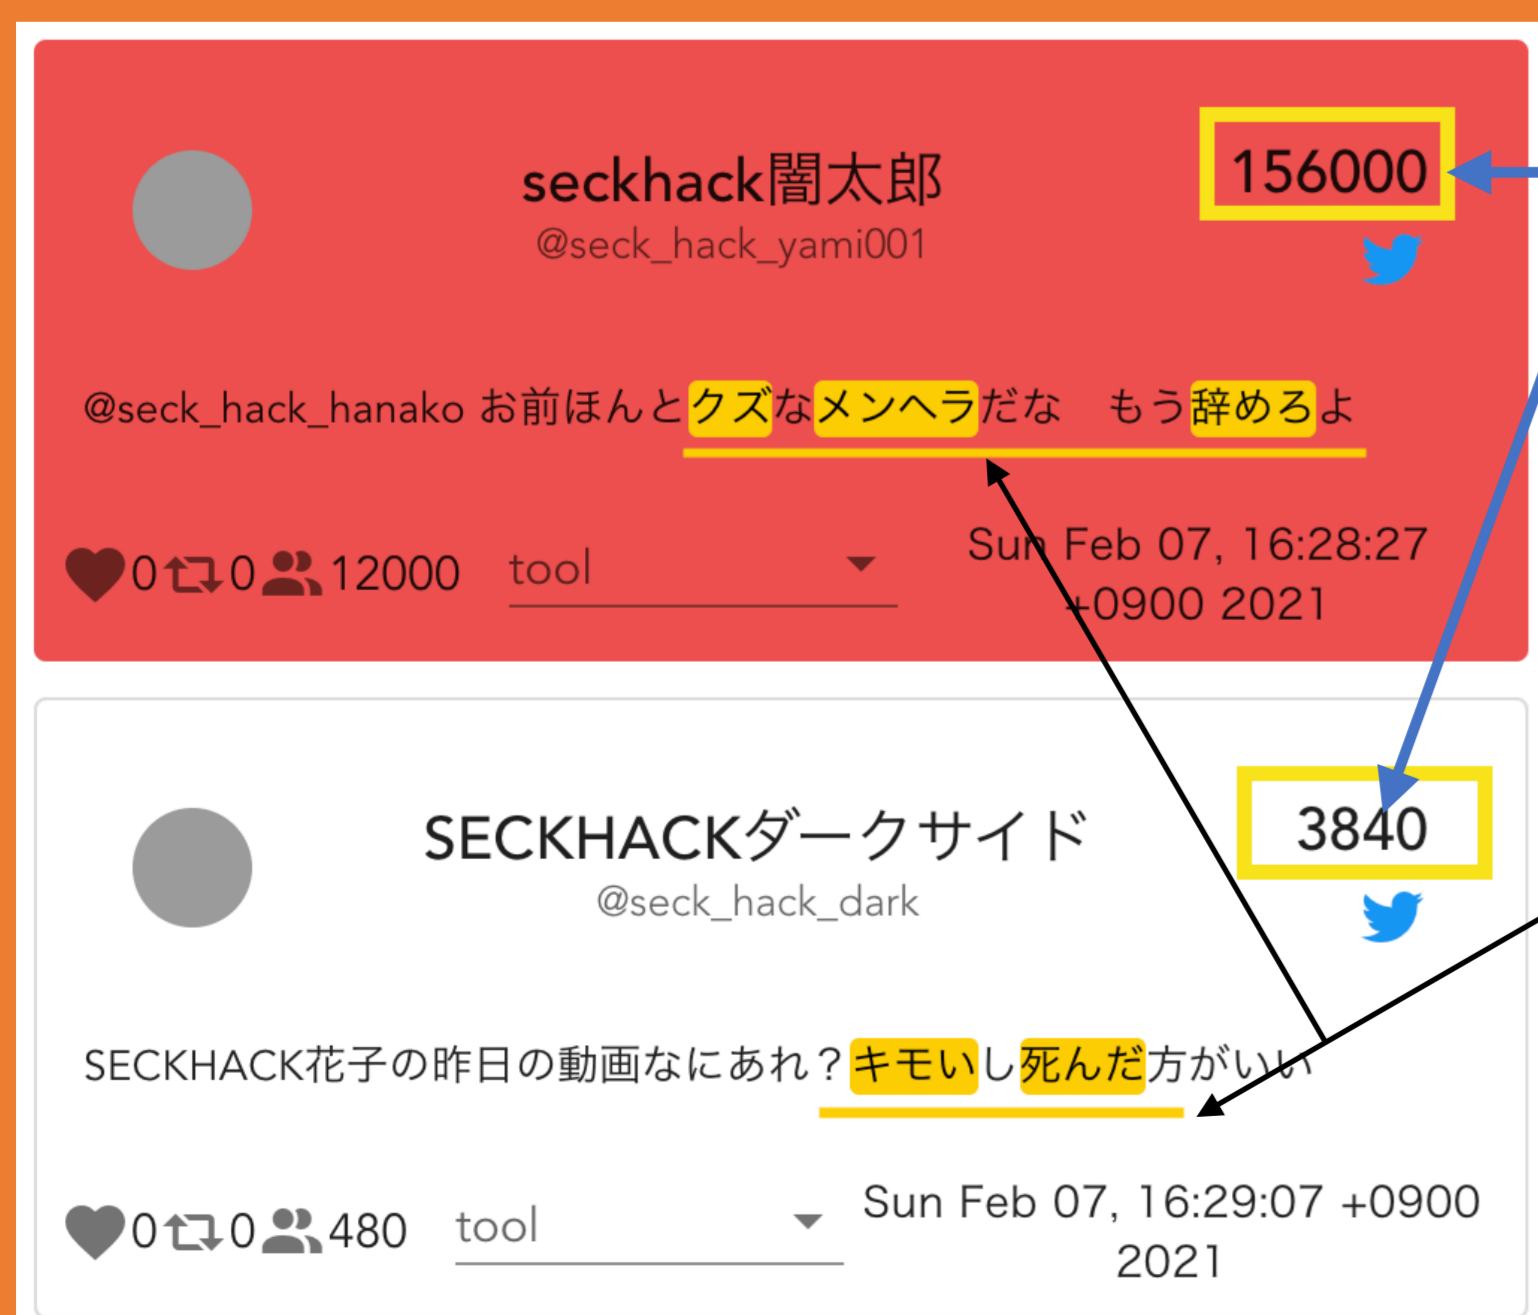 seckhack闇太郎
156000
@seck_hack_yami001
@seck_hack_hanako お前ほんとクズなメンヘラだな　もう辞めろよ
0 0 12000 tool
Sun Feb 07, 16:28:27
+0900 2021
SECKHACKダークサイド
3840
@seck_hack_dark
SECKHACK花子の昨日の動画なにあれ？キモいし死んだ方がいい
0 0 480 tool
Sun Feb 07, 16:29:07 +0900
2021